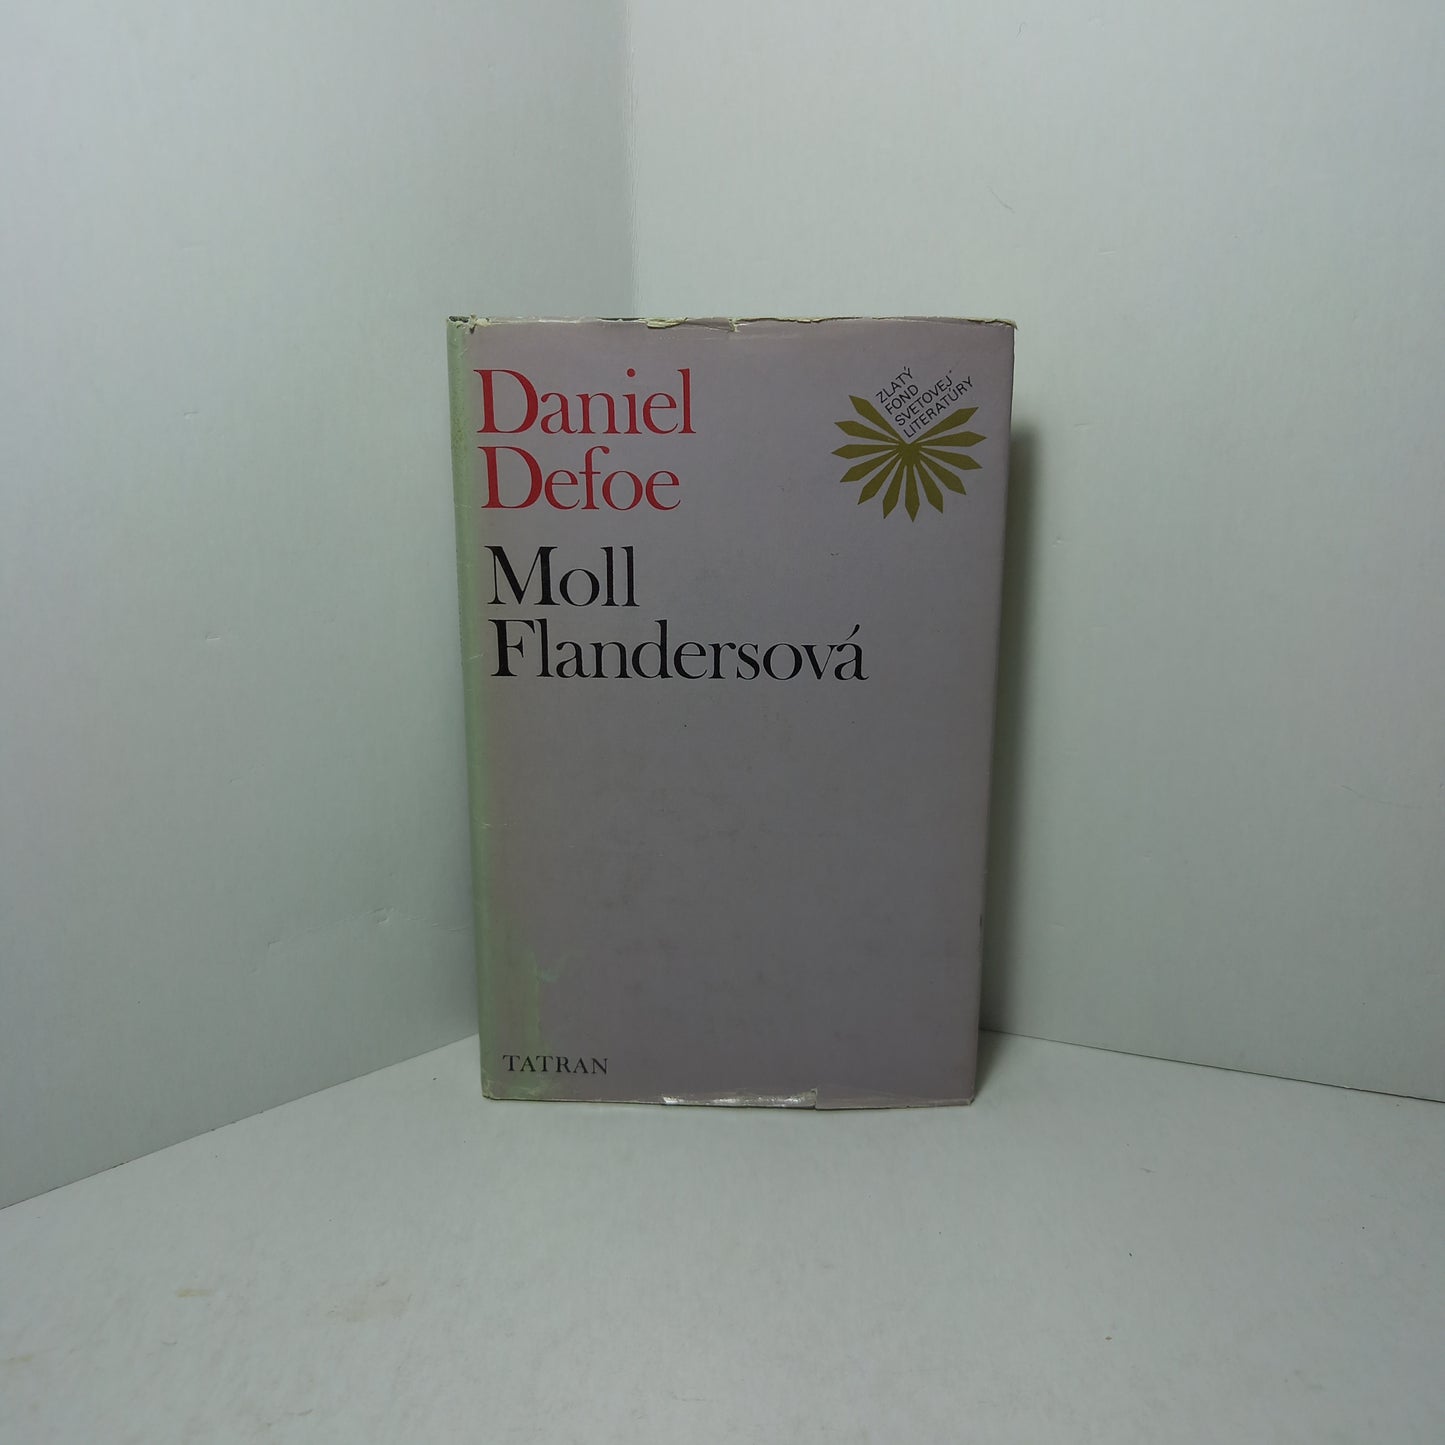 Daniel
Defoe
Moll
Flandersová
ZLATÝ
FOND
SVETOVEJ
LITERATÚRY
TATRAN